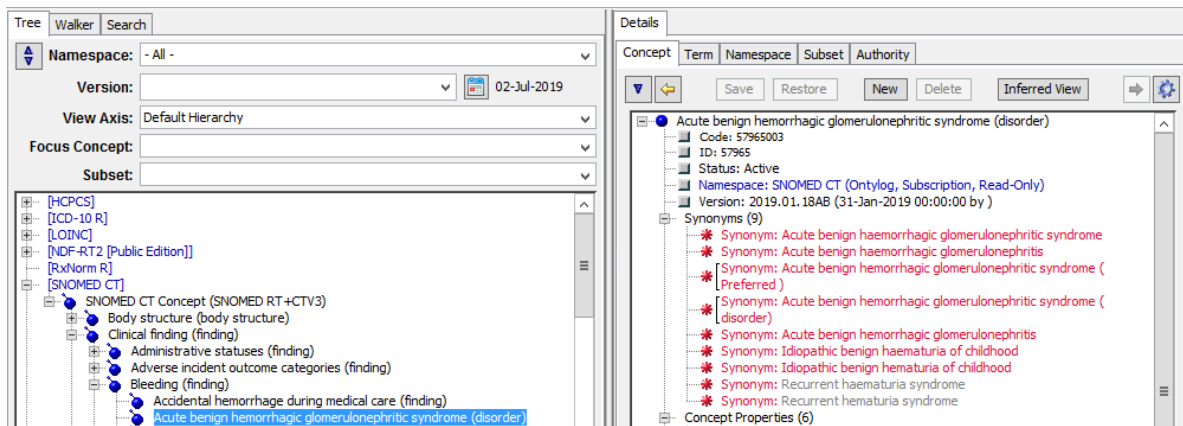 Tree Walker Search
Namespace: - All -
Version: 02-Jul-2019
View Axis: Default Hierarchy
Focus Concept:
Subset:
[HCPCS]
[ICD-10 R]
[LOINC]
[NDF-RT2 [Public Edition]]
[RxNorm R]
[SNOMED CT]
SNOMED CT Concept (SNOMED RT+CTV3)
Body structure (body structure)
Clinical finding (finding)
Administrative statuses (finding)
Adverse incident outcome categories (finding)
Bleeding (finding)
Accidental hemorrhage during medical care (finding)
Acute benign hemorrhagic glomerulonephritic syndrome (disorder)
Details
Concept Term Namespace Subset Authority
Save Restore New Delete Inferred View
Acute benign hemorrhagic glomerulonephritic syndrome (disorder)
Code: 57965003
ID: 57965
Status: Active
Namespace: SNOMED CT (Ontylog, Subscription, Read-Only)
Version: 2019.01.18AB (31-Jan-2019 00:00:00 by )
Synonyms (9)
Synonym: Acute benign haemorrhagic glomerulonephritic syndrome
Synonym: Acute benign haemorrhagic glomerulonephritis
Synonym: Acute benign hemorrhagic glomerulonephritic syndrome (
Preferred )
Synonym: Acute benign hemorrhagic glomerulonephritic syndrome (
disorder)
Synonym: Acute benign hemorrhagic glomerulonephritis
Synonym: Idiopathic benign haematuria of childhood
Synonym: Idiopathic benign hematuria of childhood
Synonym: Recurrent haematuria syndrome
Synonym: Recurrent hematuria syndrome
Concept Properties (6)